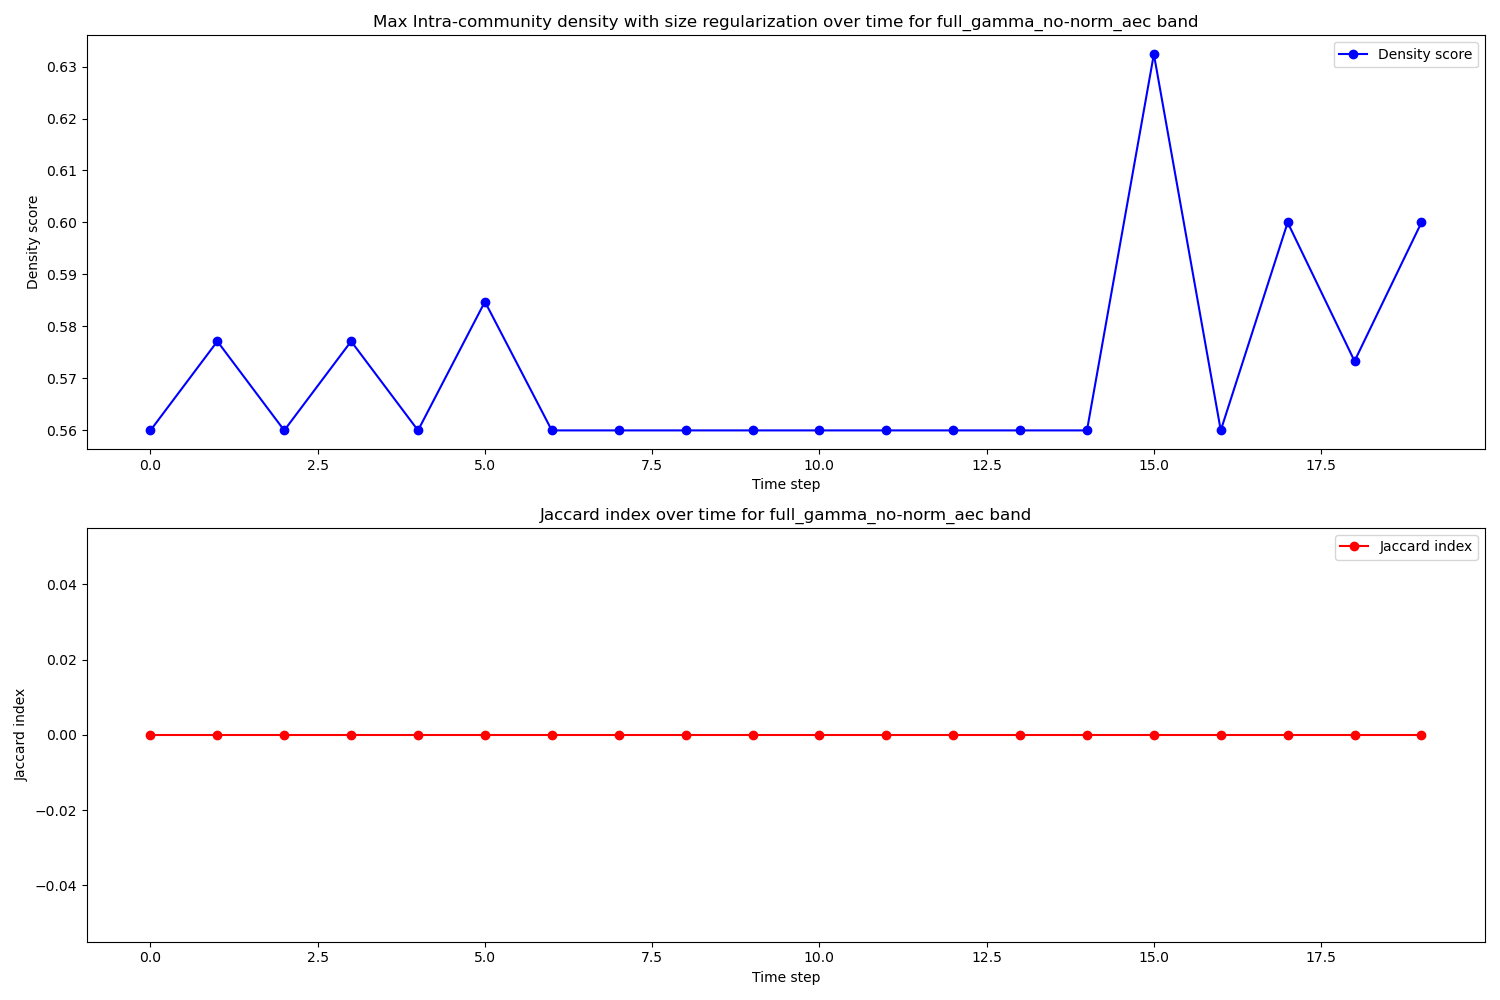 Max Intra-community density with size regularization over time for full_gamma_no-norm_aec band
Density score
0.63
0.62
0.61
0.60
0.59
0.58
0.57
0.56
Density score
0.0 2.5 5.0 7.5 10.0 12.5 15.0 17.5
Time step
Jaccard index over time for full_gamma_no-norm_aec band
Jaccard index
0.04
0.02
0.00
−0.02
−0.04
Jaccard index
0.0 2.5 5.0 7.5 10.0 12.5 15.0 17.5
Time step